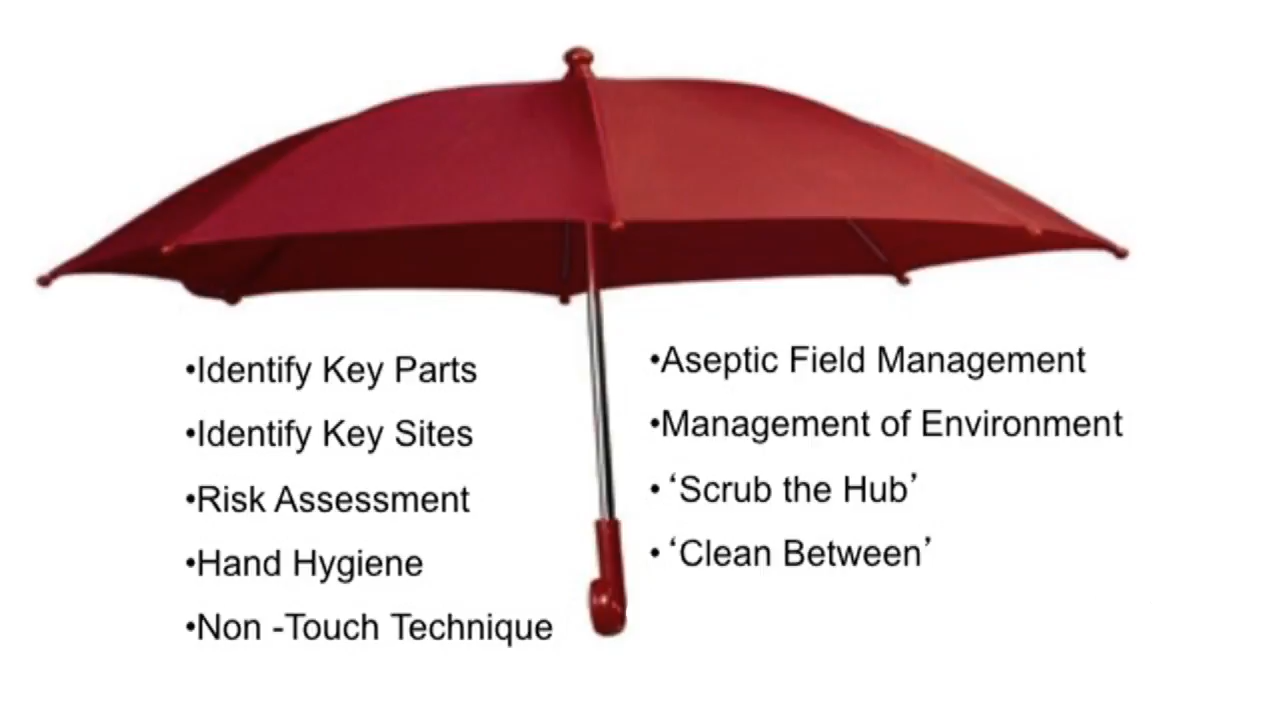 •Identify Key Parts
•Identify Key Sites
•Risk Assessment
•Hand Hygiene
•Non -Touch Technique
•Aseptic Field Management
•Management of Environment
• ‘Scrub the Hub’
• ‘Clean Between’